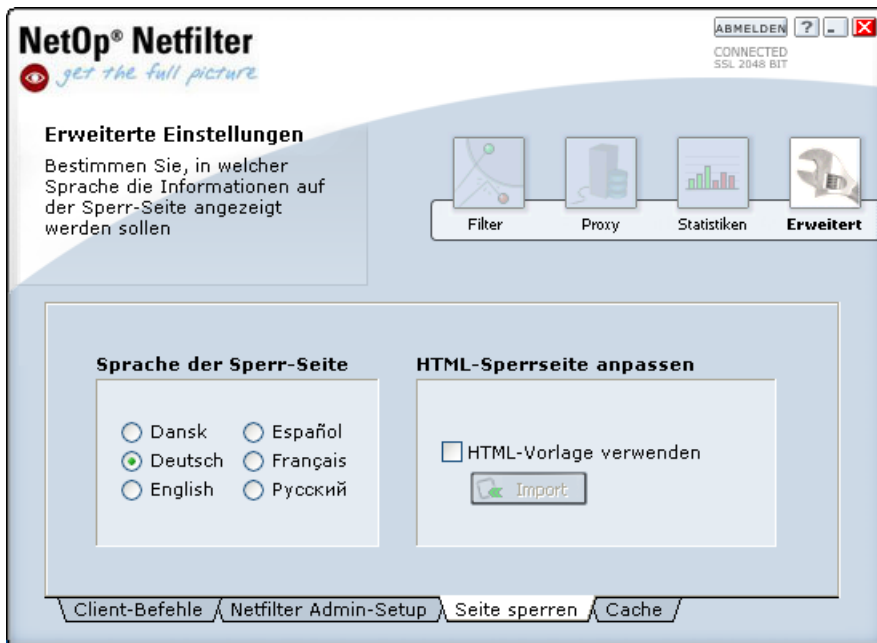 NetOp® Netfilter
get the full picture
ABMELDEN ?
CONNECTED
SSL 2048 BIT
Erweiterte Einstellungen
Bestimmen Sie, in welcher
Sprache die Informationen auf
der Sperr-Seite angezeigt
werden sollen
Filter
Proxy
Statistiken
Erweitert
Sprache der Sperr-Seite
Dansk
Deutsch
English
Español
Français
Русский
HTML-Sperrseite anpassen
HTML-Vorlage verwenden
Import
Client-Befehle
Netfilter Admin-Setup
Seite sperren
Cache